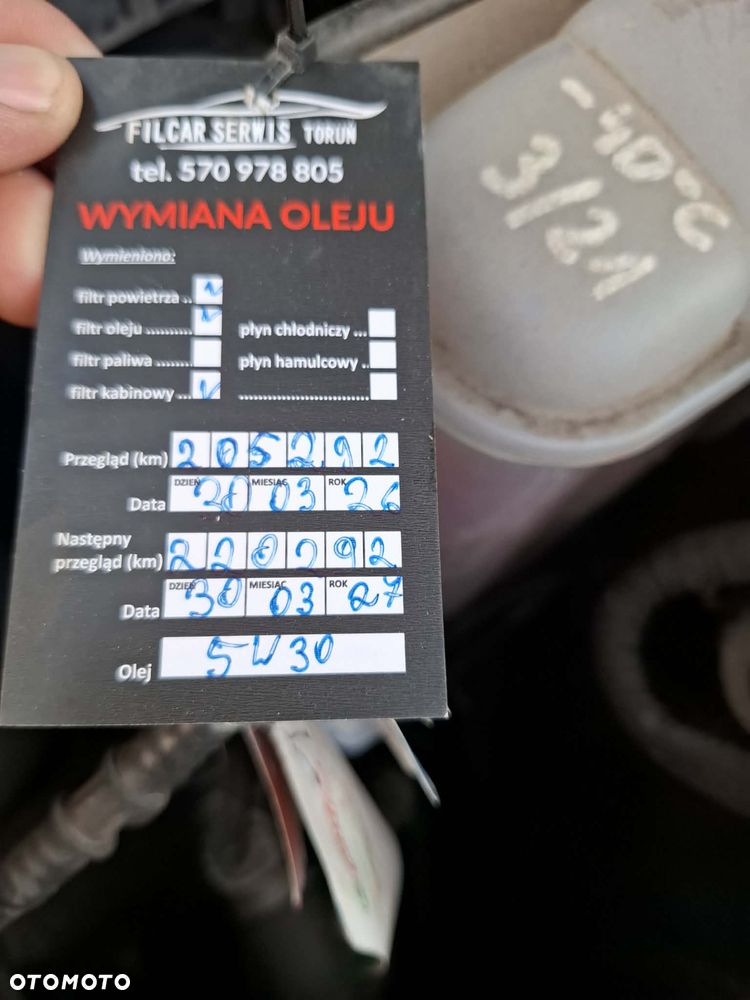 FILCAR SERWIS TORUŃ
tel. 570 978 805
WYMIANA OLEJU
Wymieniono:
filtr powietrza ..
filtr oleju ........... płyn chłodniczy ...
filtr paliwa ........ płyn hamulcowy ..
filtr kabinowy ... ..............................
Przegląd (km) 205292
DZIEŃ MIESIĄC ROK
Data 30 03 26
Następny
przegląd (km) 220292
DZIEŃ MIESIĄC ROK
Data 30 03 27
Olej 5W30
-40°C
3/21
OTOMOTO